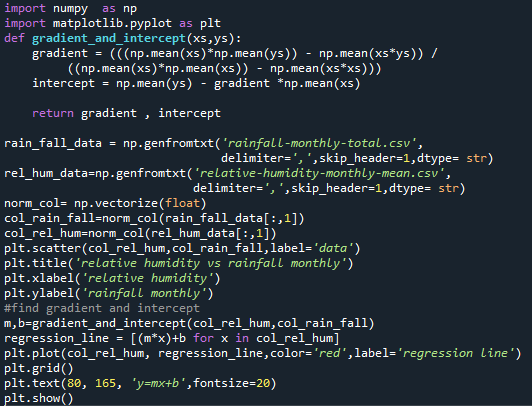 import numpy  as np
import matplotlib.pyplot as plt
def gradient_and_intercept(xs,ys):
    gradient = (((np.mean(xs)*np.mean(ys)) - np.mean(xs*ys)) /
         ((np.mean(xs)*np.mean(xs)) - np.mean(xs*xs)))
    intercept = np.mean(ys) - gradient *np.mean(xs)

    return gradient , intercept

rain_fall_data = np.genfromtxt('rainfall-monthly-total.csv',
                               delimiter=',',skip_header=1,dtype= str)
rel_hum_data=np.genfromtxt('relative-humidity-monthly-mean.csv',
                           delimiter=',',skip_header=1,dtype= str)
norm_col= np.vectorize(float)
col_rain_fall=norm_col(rain_fall_data[:,1])
col_rel_hum=norm_col(rel_hum_data[:,1])
plt.scatter(col_rel_hum,col_rain_fall,label='data')
plt.title('relative humidity vs rainfall monthly')
plt.xlabel('relative humidity')
plt.ylabel('rainfall monthly')
#find gradient and intercept
m,b=gradient_and_intercept(col_rel_hum,col_rain_fall)
regression_line = [(m*x)+b for x in col_rel_hum]
plt.plot(col_rel_hum, regression_line,color='red',label='regression line')
plt.grid()
plt.text(80, 165, 'y=mx+b',fontsize=20)
plt.show()